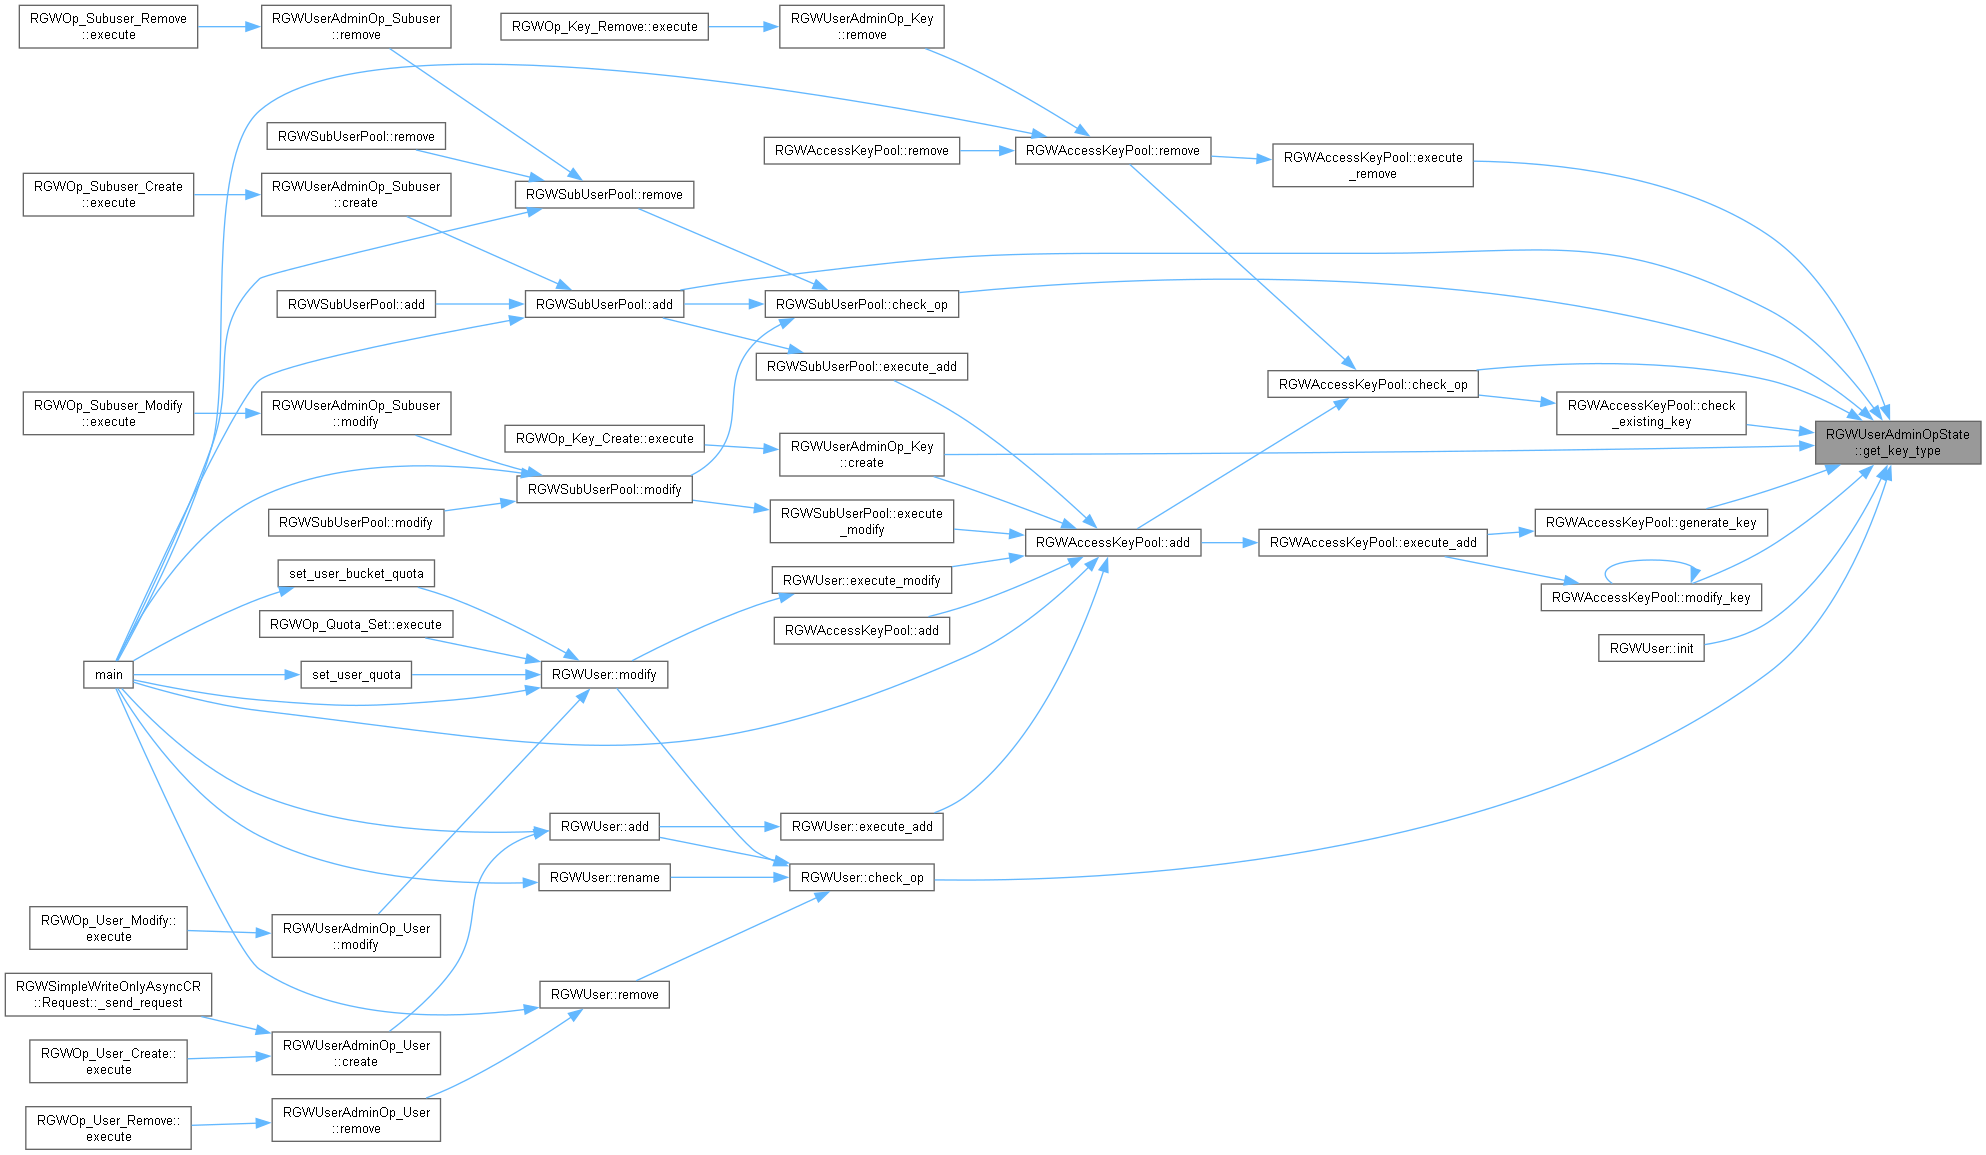 RGWOp_Subuser_Remove
::execute
RGWUserAdminOp_Subuser
::remove
RGWOp_Key_Remove::execute
RGWUserAdminOp_Key
::remove
RGWSubUserPool::remove
RGWAccessKeyPool::remove
RGWAccessKeyPool::remove
RGWAccessKeyPool::execute
_remove
RGWOp_Subuser_Create
::execute
RGWUserAdminOp_Subuser
::create
RGWSubUserPool::remove
RGWSubUserPool::add
RGWSubUserPool::add
RGWSubUserPool::check_op
RGWSubUserPool::execute_add
RGWAccessKeyPool::check_op
RGWOp_Subuser_Modify
::execute
RGWUserAdminOp_Subuser
::modify
RGWAccessKeyPool::check
_existing_key
RGWUserAdminOpState
::get_key_type
RGWOp_Key_Create::execute
RGWUserAdminOp_Key
::create
RGWSubUserPool::modify
RGWSubUserPool::modify
RGWSubUserPool::execute
_modify
RGWAccessKeyPool::add
RGWAccessKeyPool::execute_add
RGWAccessKeyPool::generate_key
set_user_bucket_quota
RGWUser::execute_modify
RGWAccessKeyPool::modify_key
RGWOp_Quota_Set::execute
RGWAccessKeyPool::add
RGWUser::init
main
set_user_quota
RGWUser::modify
RGWUser::add
RGWUser::execute_add
RGWUser::rename
RGWUser::check_op
RGWOp_User_Modify::
execute
RGWUserAdminOp_User
::modify
RGWSimpleWriteOnlyAsyncCR
::Request::_send_request
RGWUser::remove
RGWOp_User_Create::
execute
RGWUserAdminOp_User
::create
RGWOp_User_Remove::
execute
RGWUserAdminOp_User
::remove